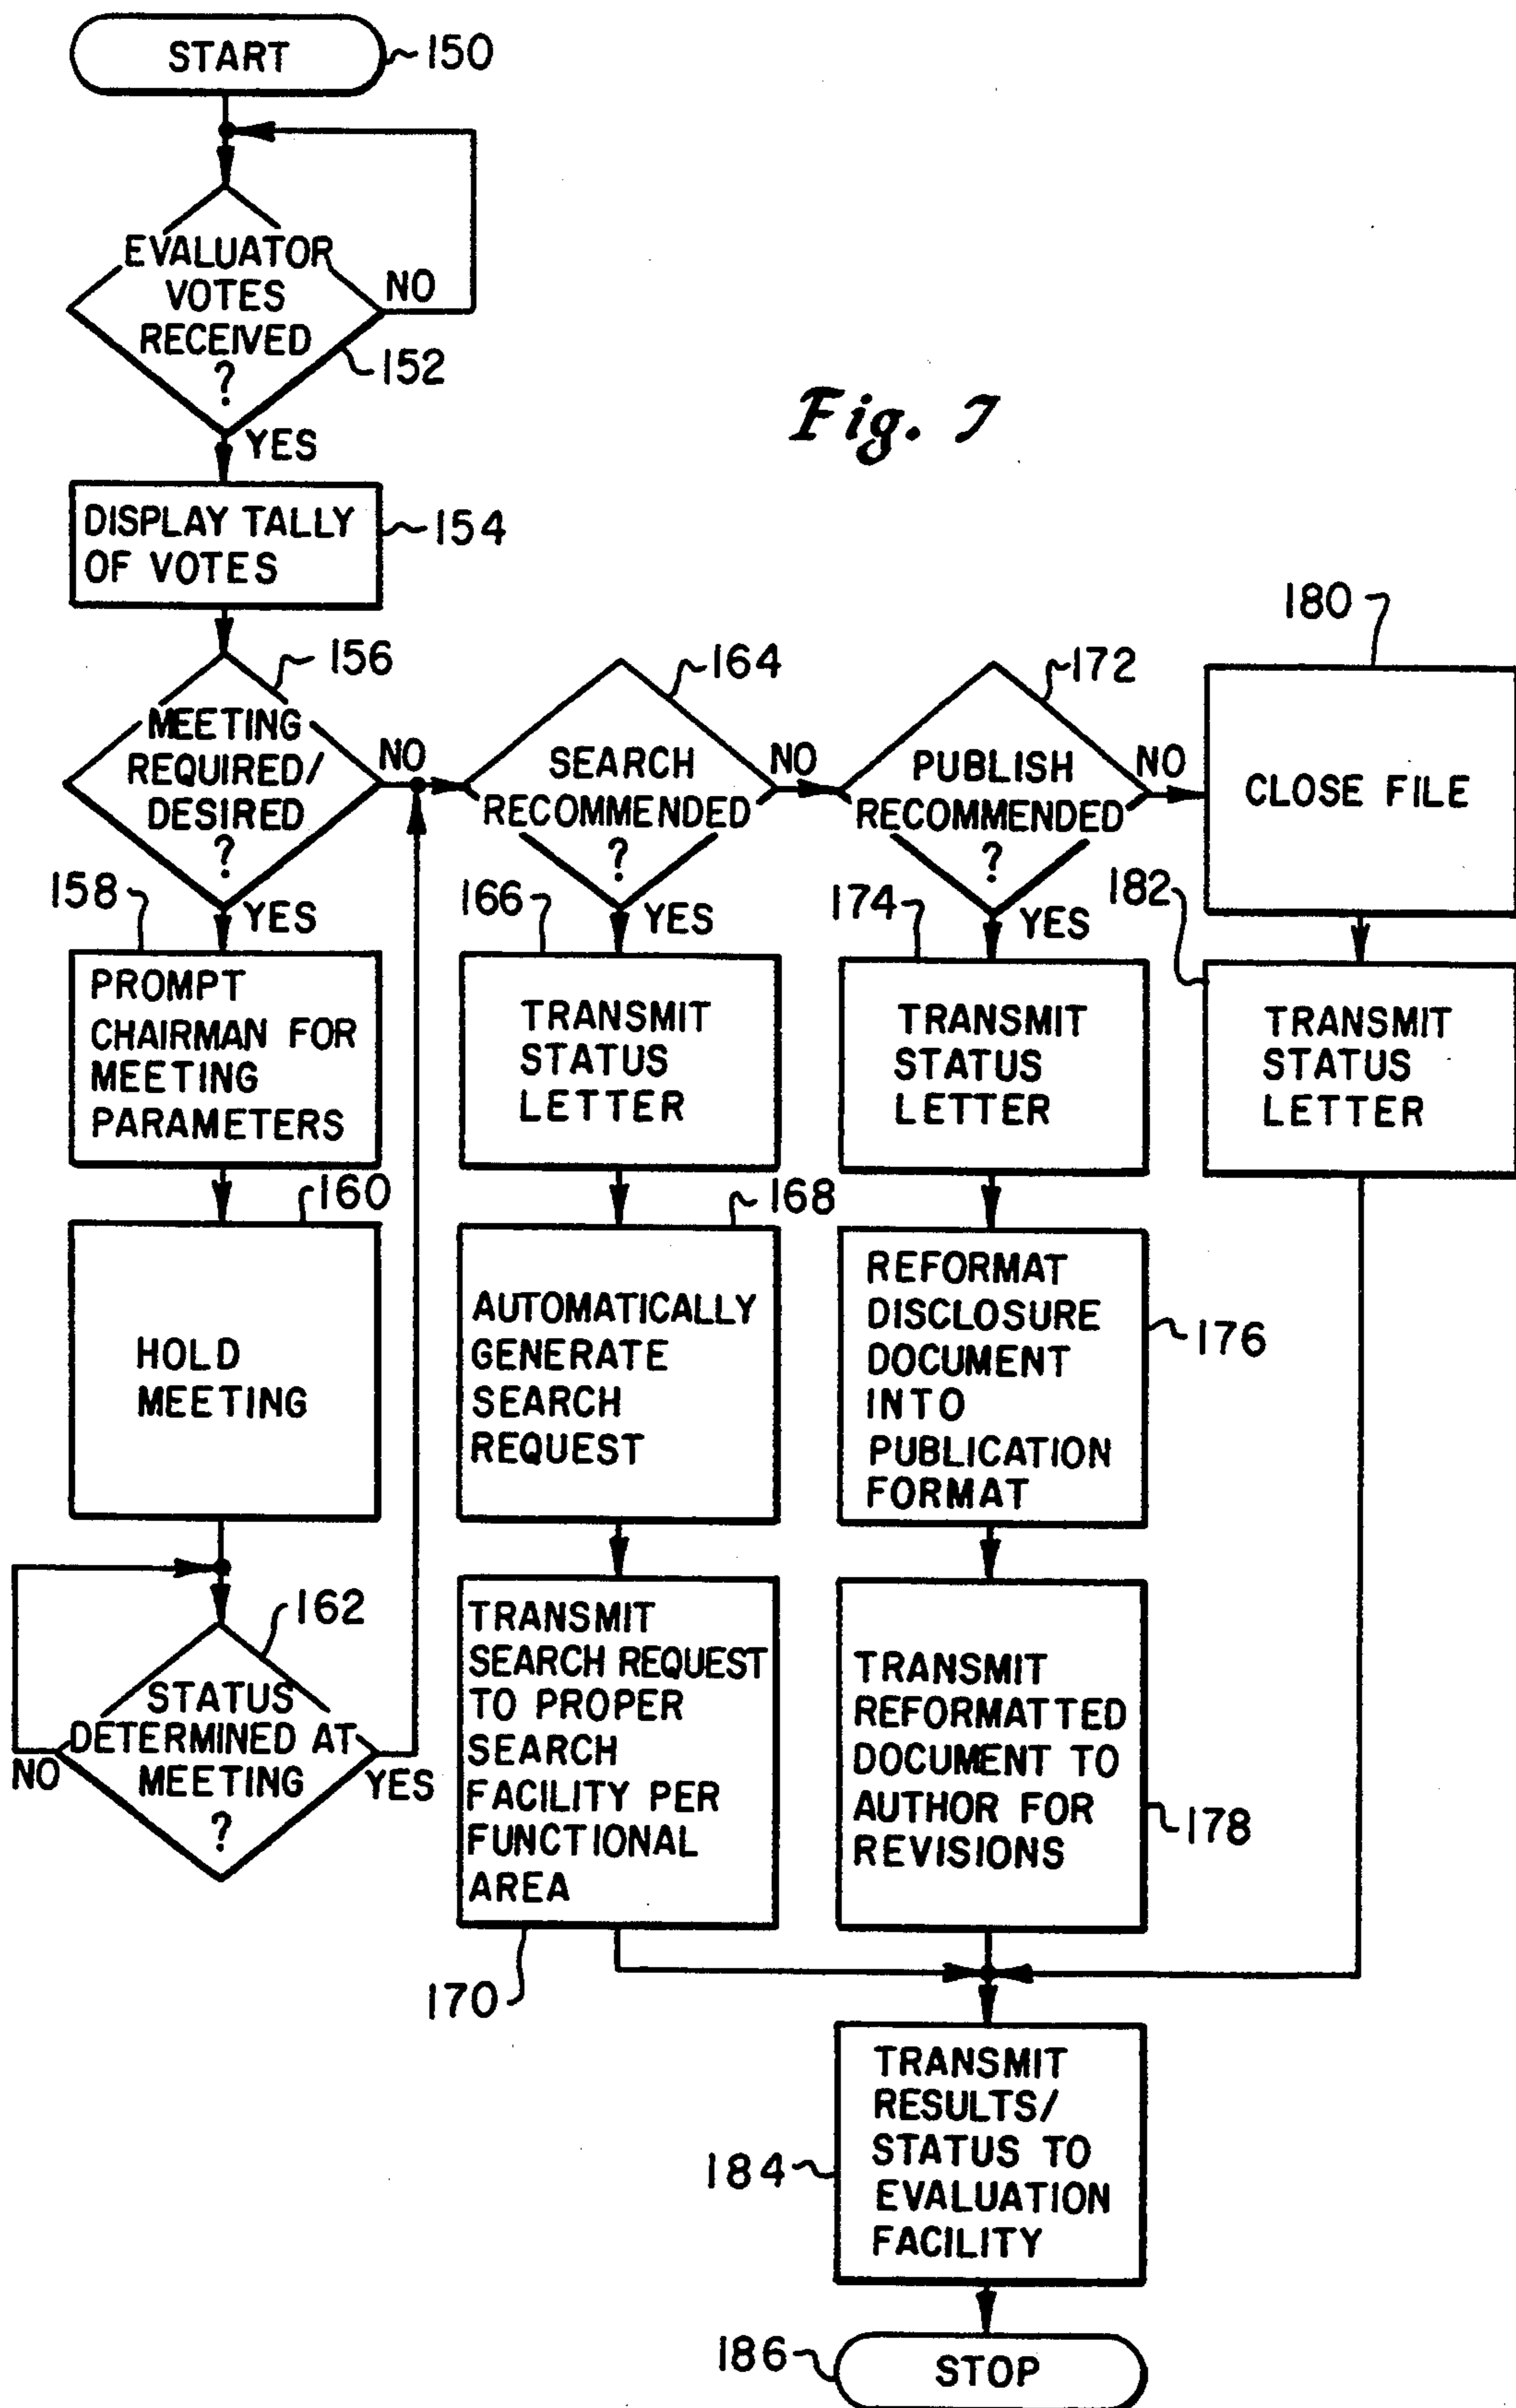 START
150
EVALUATOR
VOTES
RECEIVED
?
NO
152
YES
Fig. 7
DISPLAY TALLY
OF VOTES
154
156
MEETING
REQUIRED/
DESIRED
?
NO
YES
158
PROMPT
CHAIRMAN FOR
MEETING
PARAMETERS
160
HOLD
MEETING
162
STATUS
DETERMINED AT
MEETING
?
NO
YES
164
SEARCH
RECOMMENDED
?
NO
YES
166
TRANSMIT
STATUS
LETTER
168
AUTOMATICALLY
GENERATE
SEARCH
REQUEST
TRANSMIT
SEARCH REQUEST
TO PROPER
SEARCH
FACILITY PER
FUNCTIONAL
AREA
170
172
PUBLISH
RECOMMENDED
?
NO
YES
174
TRANSMIT
STATUS
LETTER
REFORMAT
DISCLOSURE
DOCUMENT
INTO
PUBLICATION
FORMAT
176
TRANSMIT
REFORMATTED
DOCUMENT TO
AUTHOR FOR
REVISIONS
178
180
CLOSE FILE
182
TRANSMIT
STATUS
LETTER
TRANSMIT
RESULTS/
STATUS TO
EVALUATION
FACILITY
184
186
STOP